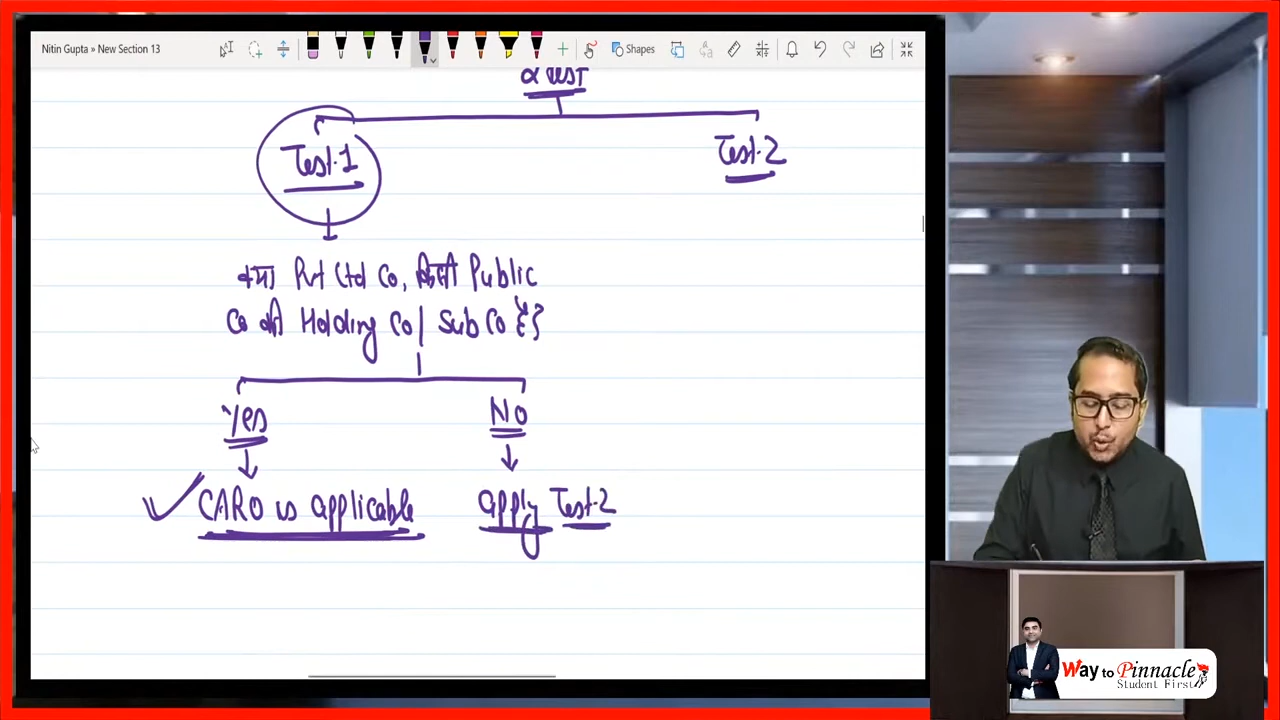 Nitin Gupta » New Section 13
Shapes
2 test
Test-1
Test-2
क्या Pvt Ltd Co, किसी Public
Co की Holding Co / Sub Co है?
Yes
No
CARO is applicable
apply Test-2
Way to Pinnacle
Student First